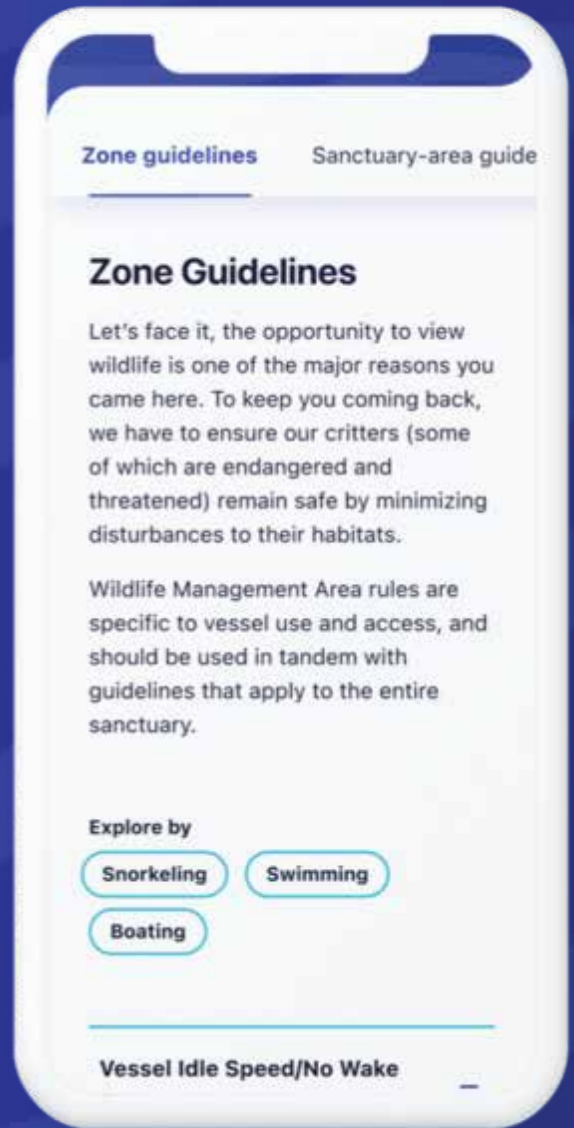 Zone guidelines Sanctuary-area guide
Zone Guidelines
Let's face it, the opportunity to view
wildlife is one of the major reasons you
came here. To keep you coming back,
we have to ensure our critters (some
of which are endangered and
threatened) remain safe by minimizing
disturbances to their habitats.
Wildlife Management Area rules are
specific to vessel use and access, and
should be used in tandem with
guidelines that apply to the entire
sanctuary.
Explore by
Snorkeling Swimming
Boating
Vessel Idle Speed/No Wake